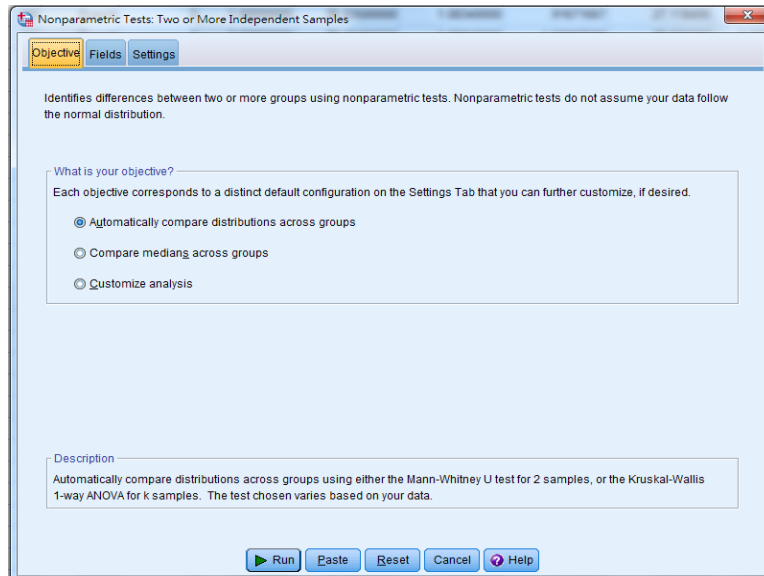 Nonparametric Tests: Two or More Independent Samples
Objective Fields Settings
Identifies differences between two or more groups using nonparametric tests. Nonparametric tests do not assume your data follow
the normal distribution.
What is your objective?
Each objective corresponds to a distinct default configuration on the Settings Tab that you can further customize, if desired.
Automatically compare distributions across groups
Compare medians across groups
Customize analysis
Description
Automatically compare distributions across groups using either the Mann-Whitney U test for 2 samples, or the Kruskal-Wallis
1-way ANOVA for k samples. The test chosen varies based on your data.
Run Paste Reset Cancel Help